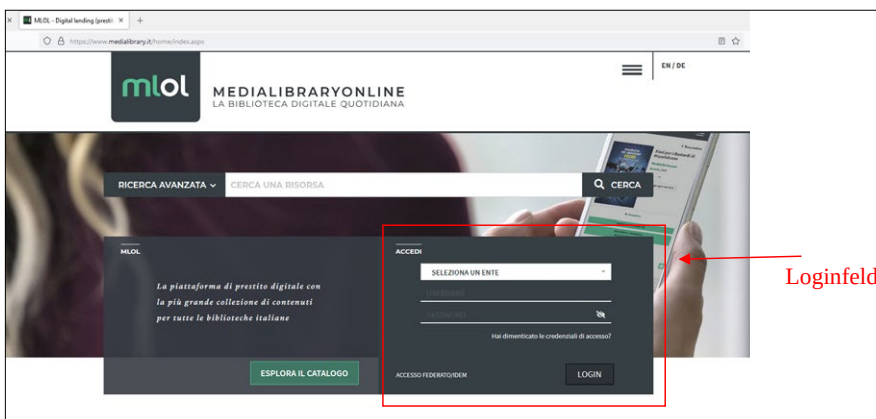 MLOL - Digital lending (presti
https://www.medialibrary.it/home/index.aspx
EN / DE
mlol
MEDIALIBRARYONLINE
LA BIBLIOTECA DIGITALE QUOTIDIANA
RICERCA AVANZATA
CERCA UNA RISORSA
CERCA
MLOL
La piattaforma di prestito digitale con
la più grande collezione di contenuti
per tutte le biblioteche italiane
ESPLORA IL CATALOGO
ACCEDI
SELEZIONA UN ENTE
USERNAME
PASSWORD
Hai dimenticato le credenziali di accesso?
ACCESSO FEDERATO/IDEM
LOGIN
Loginfeld